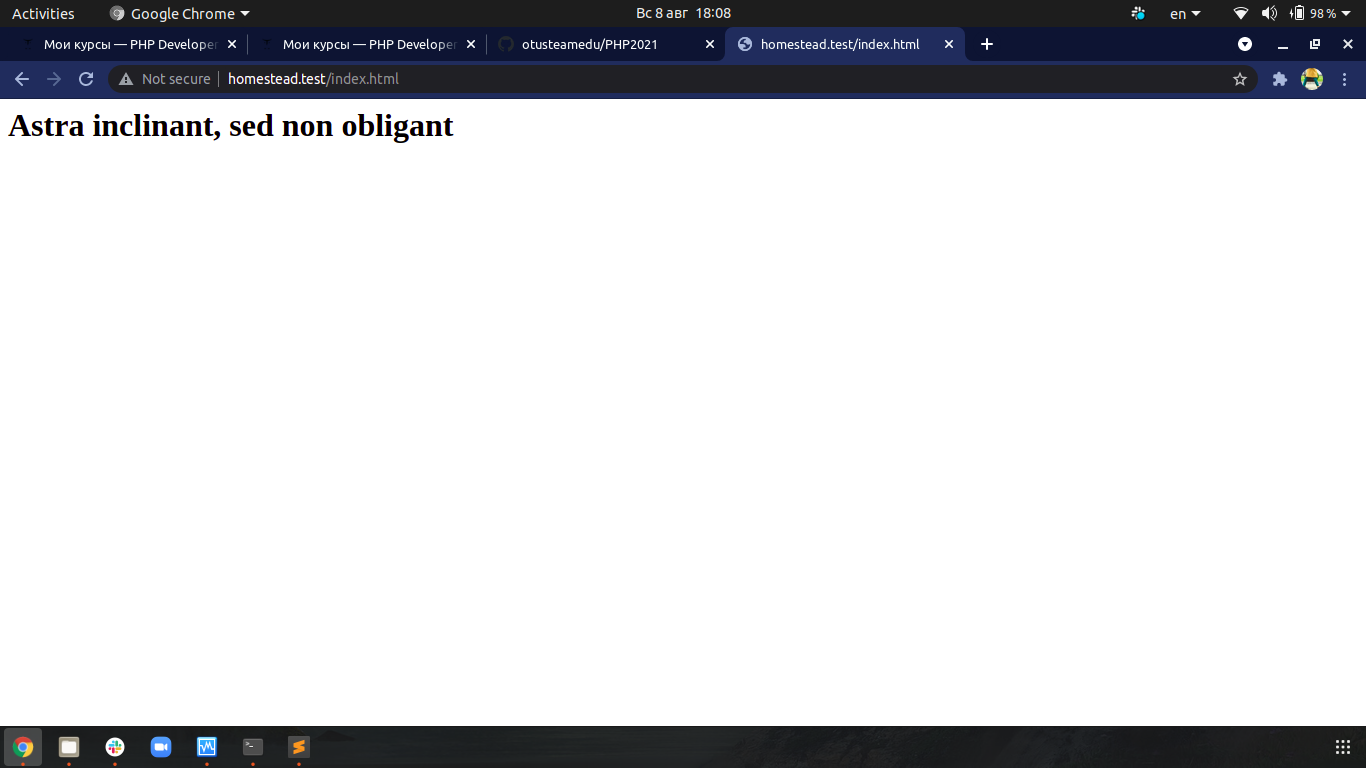 Activities Google Chrome Вс 8 авг 18:08 en 98 %
Мои курсы — PHP Developer Мои курсы — PHP Developer otusteamedu/PHP2021 homestead.test/index.html
Not secure homestead.test/index.html
Astra inclinant, sed non obligant